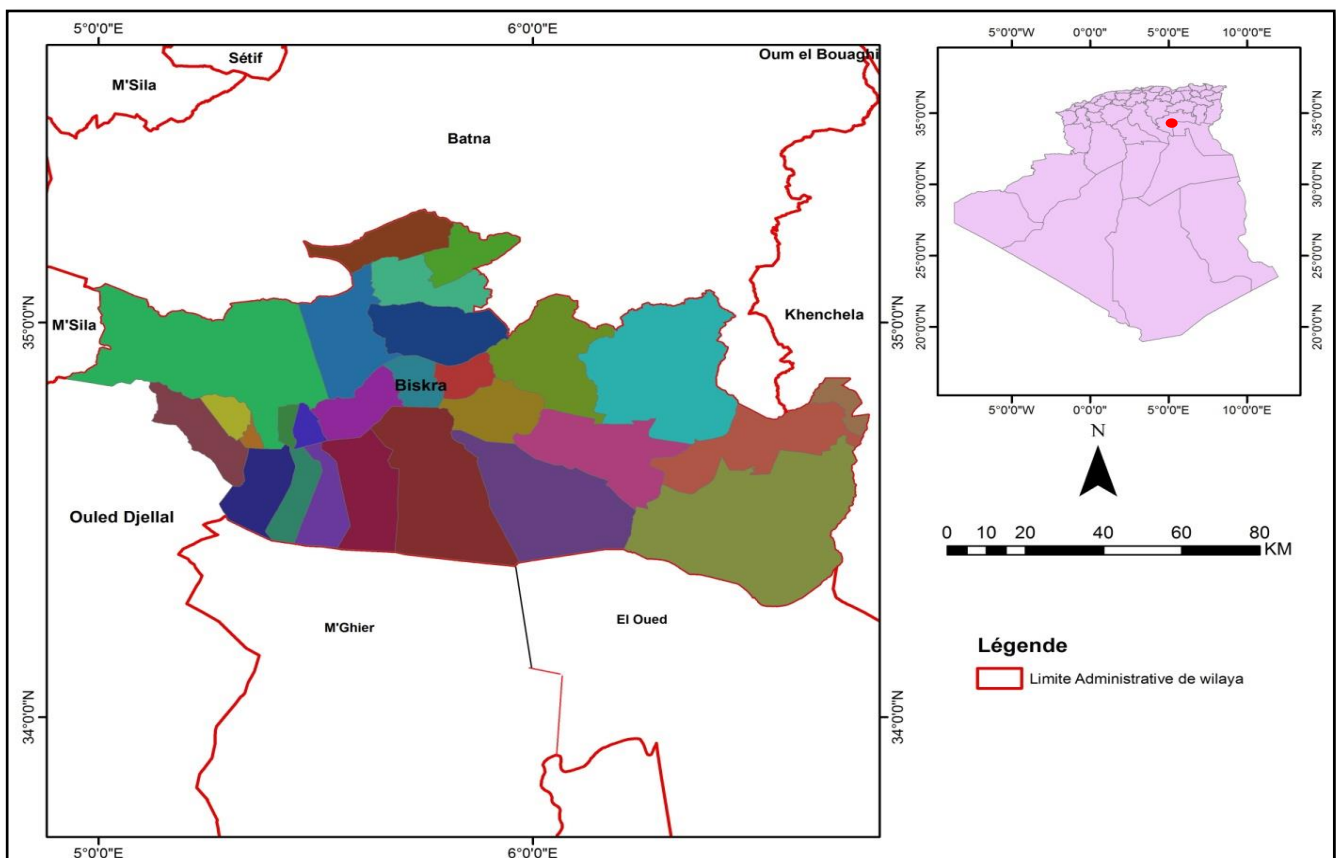 5°0'0"E 6°0'0"E
Sétif
M'Sila
Oum el Bouaghi
Batna
35°0'0"N
M'Sila
Khenchela
35°0'0"N
Biskra
Ouled Djellal
M'Ghier
El Oued
34°0'0"N
34°0'0"N
5°0'0"E 6°0'0"E
5°0'0"W 0°0'0" 5°0'0"E 10°0'0"E
35°0'0"N
30°0'0"N
25°0'0"N
20°0'0"N
35°0'0"N
30°0'0"N
25°0'0"N
20°0'0"N
5°0'0"W 0°0'0" 5°0'0"E 10°0'0"E
N
0 10 20 40 60 80
KM
Légende
Limite Administrative de wilaya